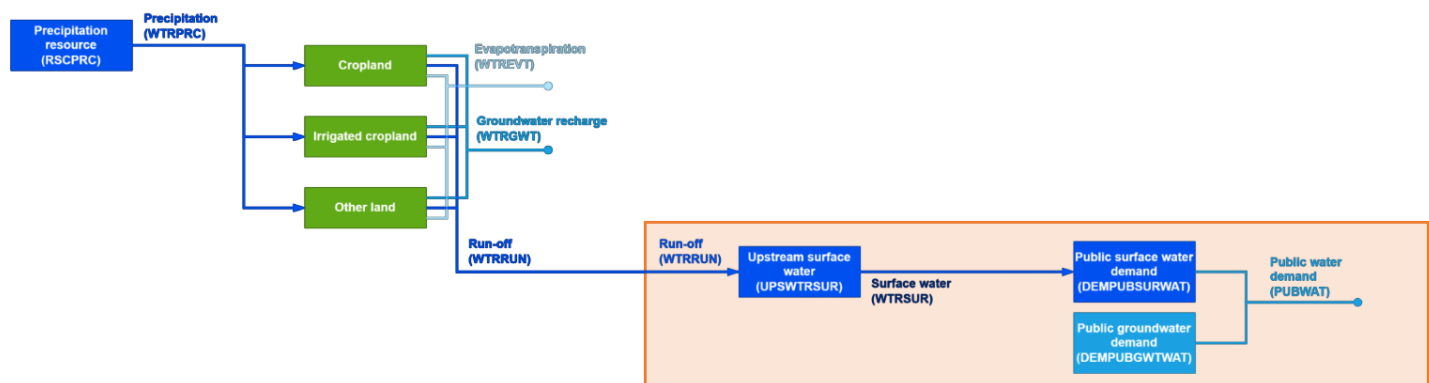 Precipitation
resource
(RSCPRC)
Precipitation
(WTRPRC)
Cropland
Irrigated cropland
Other land
Evapotranspiration
(WTREVT)
Groundwater recharge
(WTRGWT)
Run-off
(WTRRUN)
Run-off
(WTRRUN)
Upstream surface
water
(UPSWTRSUR)
Surface water
(WTRSUR)
Public surface water
demand
(DEMPUBSURWAT)
Public groundwater
demand
(DEMPUBGWTWAT)
Public water
demand
(PUBWAT)